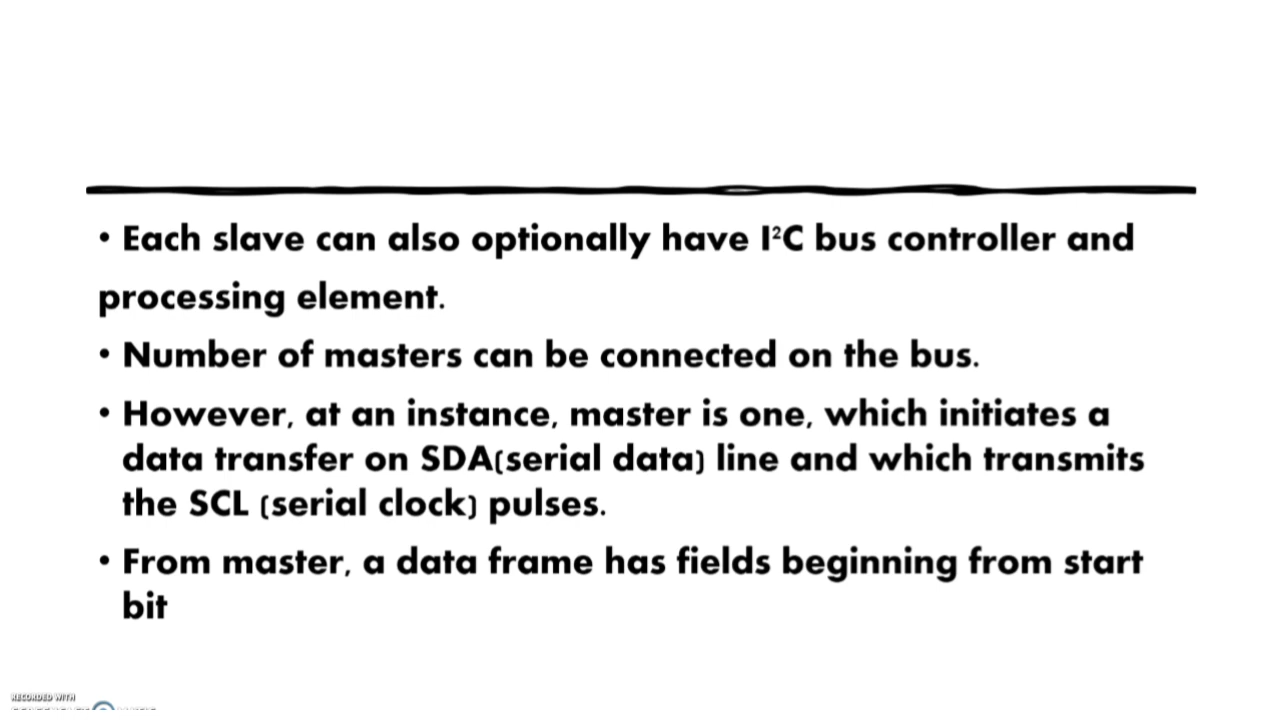 • Each slave can also optionally have I²C bus controller and
processing element.
• Number of masters can be connected on the bus.
• However, at an instance, master is one, which initiates a
data transfer on SDA(serial data) line and which transmits
the SCL (serial clock) pulses.
• From master, a data frame has fields beginning from start
bit
RECORDED WITH